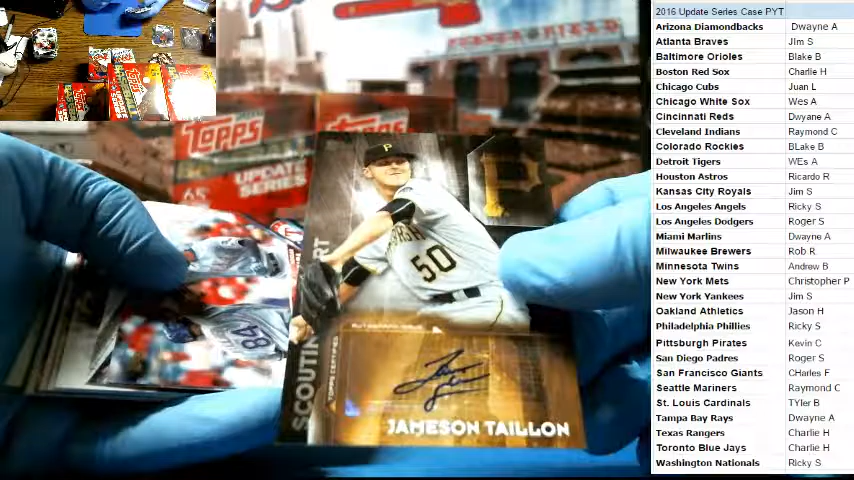 2016 Update Series Case PYT
Arizona Diamondbacks Dwayne A
Atlanta Braves Jim S
Baltimore Orioles Blake B
Boston Red Sox Charlie H
Chicago Cubs Juan L
Chicago White Sox Wes A
Cincinnati Reds Dwyane A
Cleveland Indians Raymond C
Colorado Rockies BLake B
Detroit Tigers WEs A
Houston Astros Ricardo R
Kansas City Royals Jim S
Los Angeles Angels Ricky S
Los Angeles Dodgers Roger S
Miami Marlins Dwayne A
Milwaukee Brewers Rob R
Minnesota Twins Andrew B
New York Mets Christopher P
New York Yankees Jim S
Oakland Athletics Jason H
Philadelphia Phillies Ricky S
Pittsburgh Pirates Kevin C
San Diego Padres Roger S
San Francisco Giants CHarles F
Seattle Mariners Raymond C
St. Louis Cardinals TYler B
Tampa Bay Rays Dwayne A
Texas Rangers Charlie H
Toronto Blue Jays Charlie H
Washington Nationals Ricky S
Topps
UPDATE
SERIES
65
P
50
84
AUTOGRAPH ISSUE
TOPPS CERTIFIED
JAMESON TAILLON